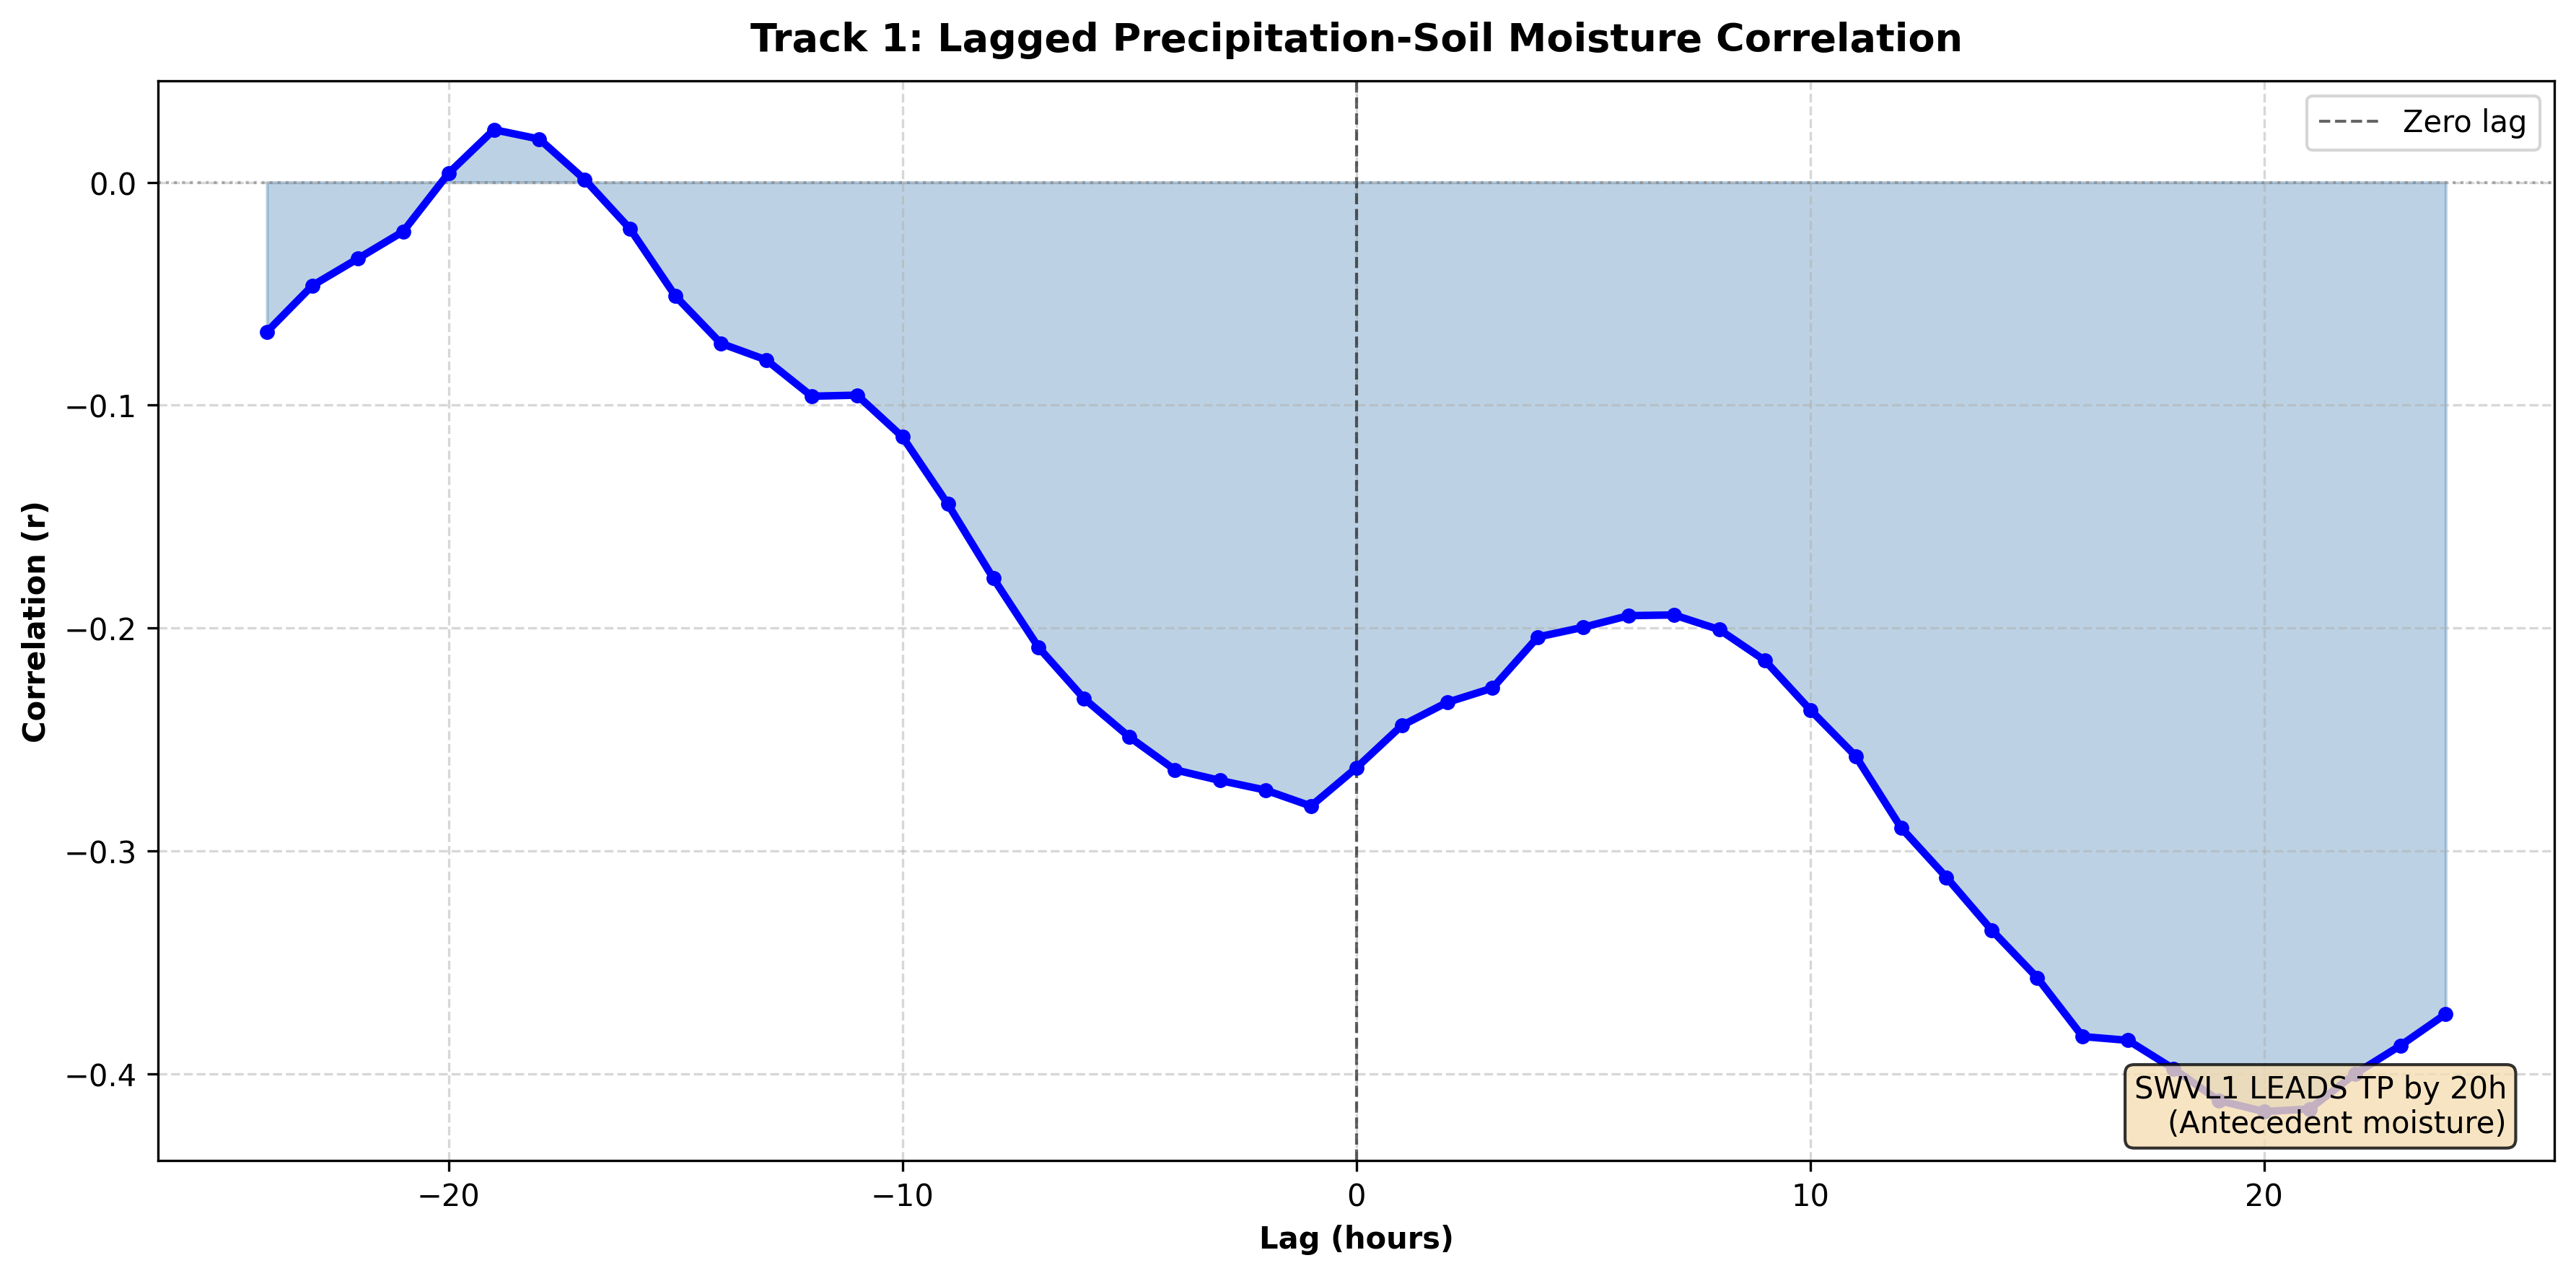 Track 1: Lagged Precipitation-Soil Moisture Correlation
Zero lag
Correlation (r)
0.0
−0.1
−0.2
−0.3
−0.4
SWVL1 LEADS TP by 20h
(Antecedent moisture)
−20
−10
0
10
20
Lag (hours)